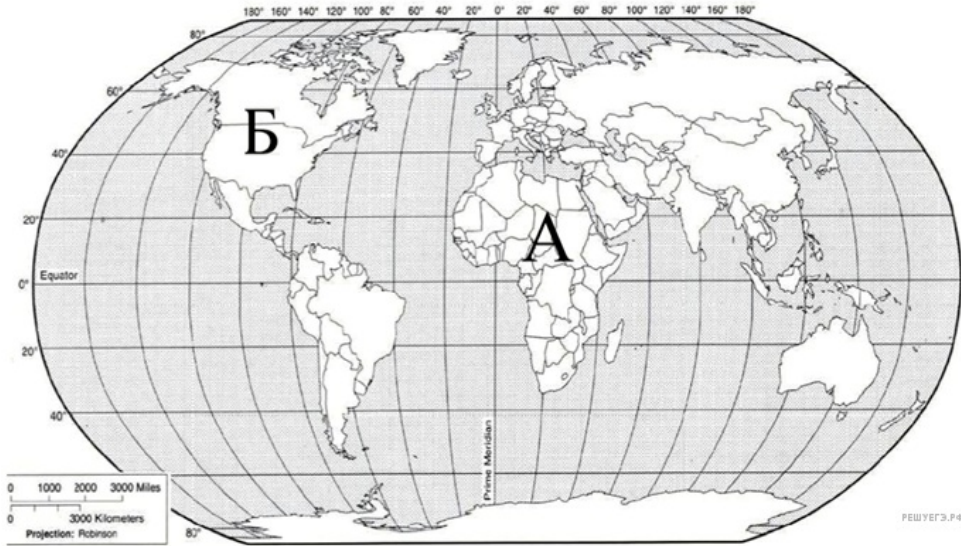 180° 160° 140° 120° 100° 80° 60° 40° 20° 0° 20° 40° 60° 80° 100° 120° 140° 160° 180°
80°
60°
Б
40°
20°
А
Equator
0°
20°
40°
Prime Meridian
0 1000 2000 3000 Miles
0 3000 Kilometers
Projection: Robinson
80°
РЕШУЕГЭ.РФ